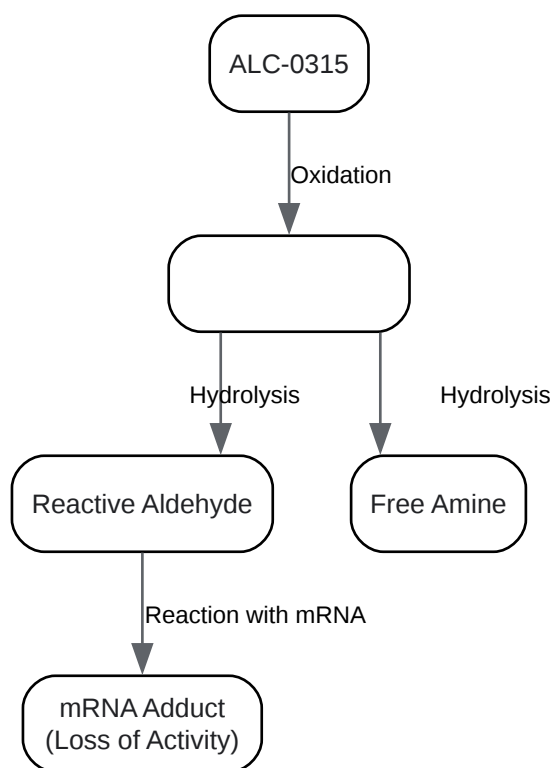 ALC-0315
Oxidation
Hydrolysis
Hydrolysis
Reactive Aldehyde
Free Amine
Reaction with mRNA
mRNA Adduct
(Loss of Activity)